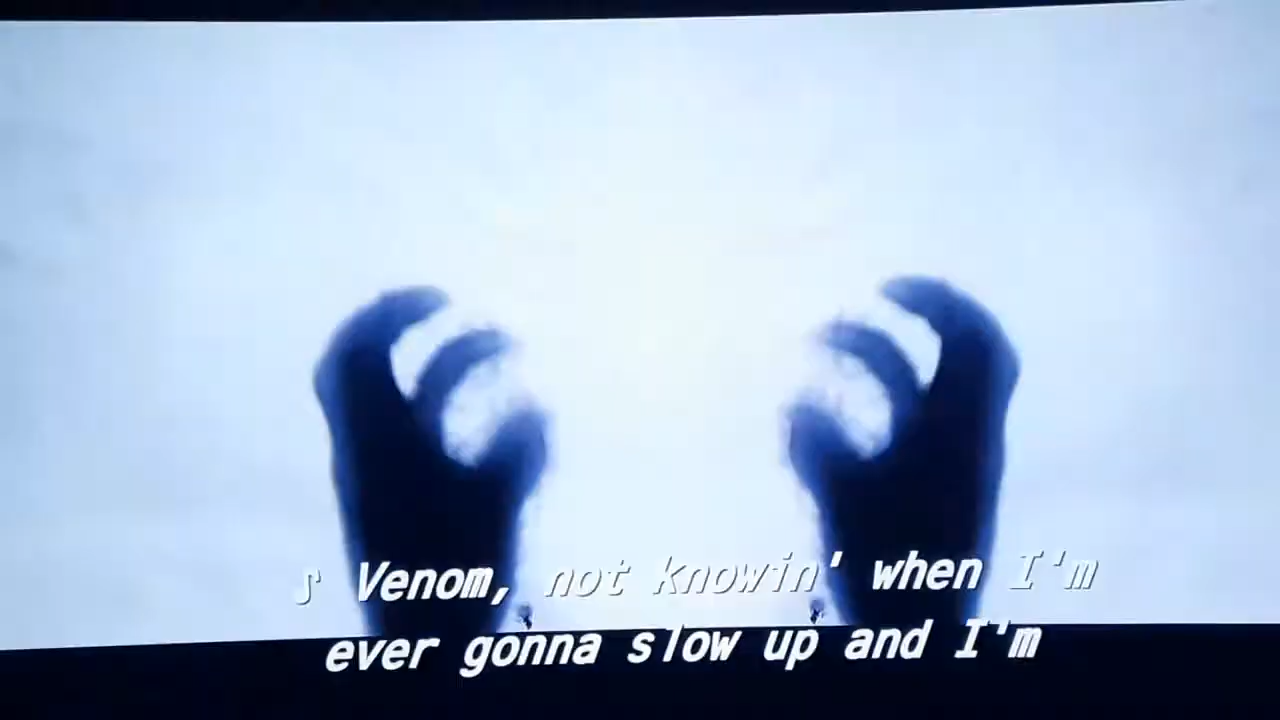 ♪ Venom, not knowin' when I'm
ever gonna slow up and I'm